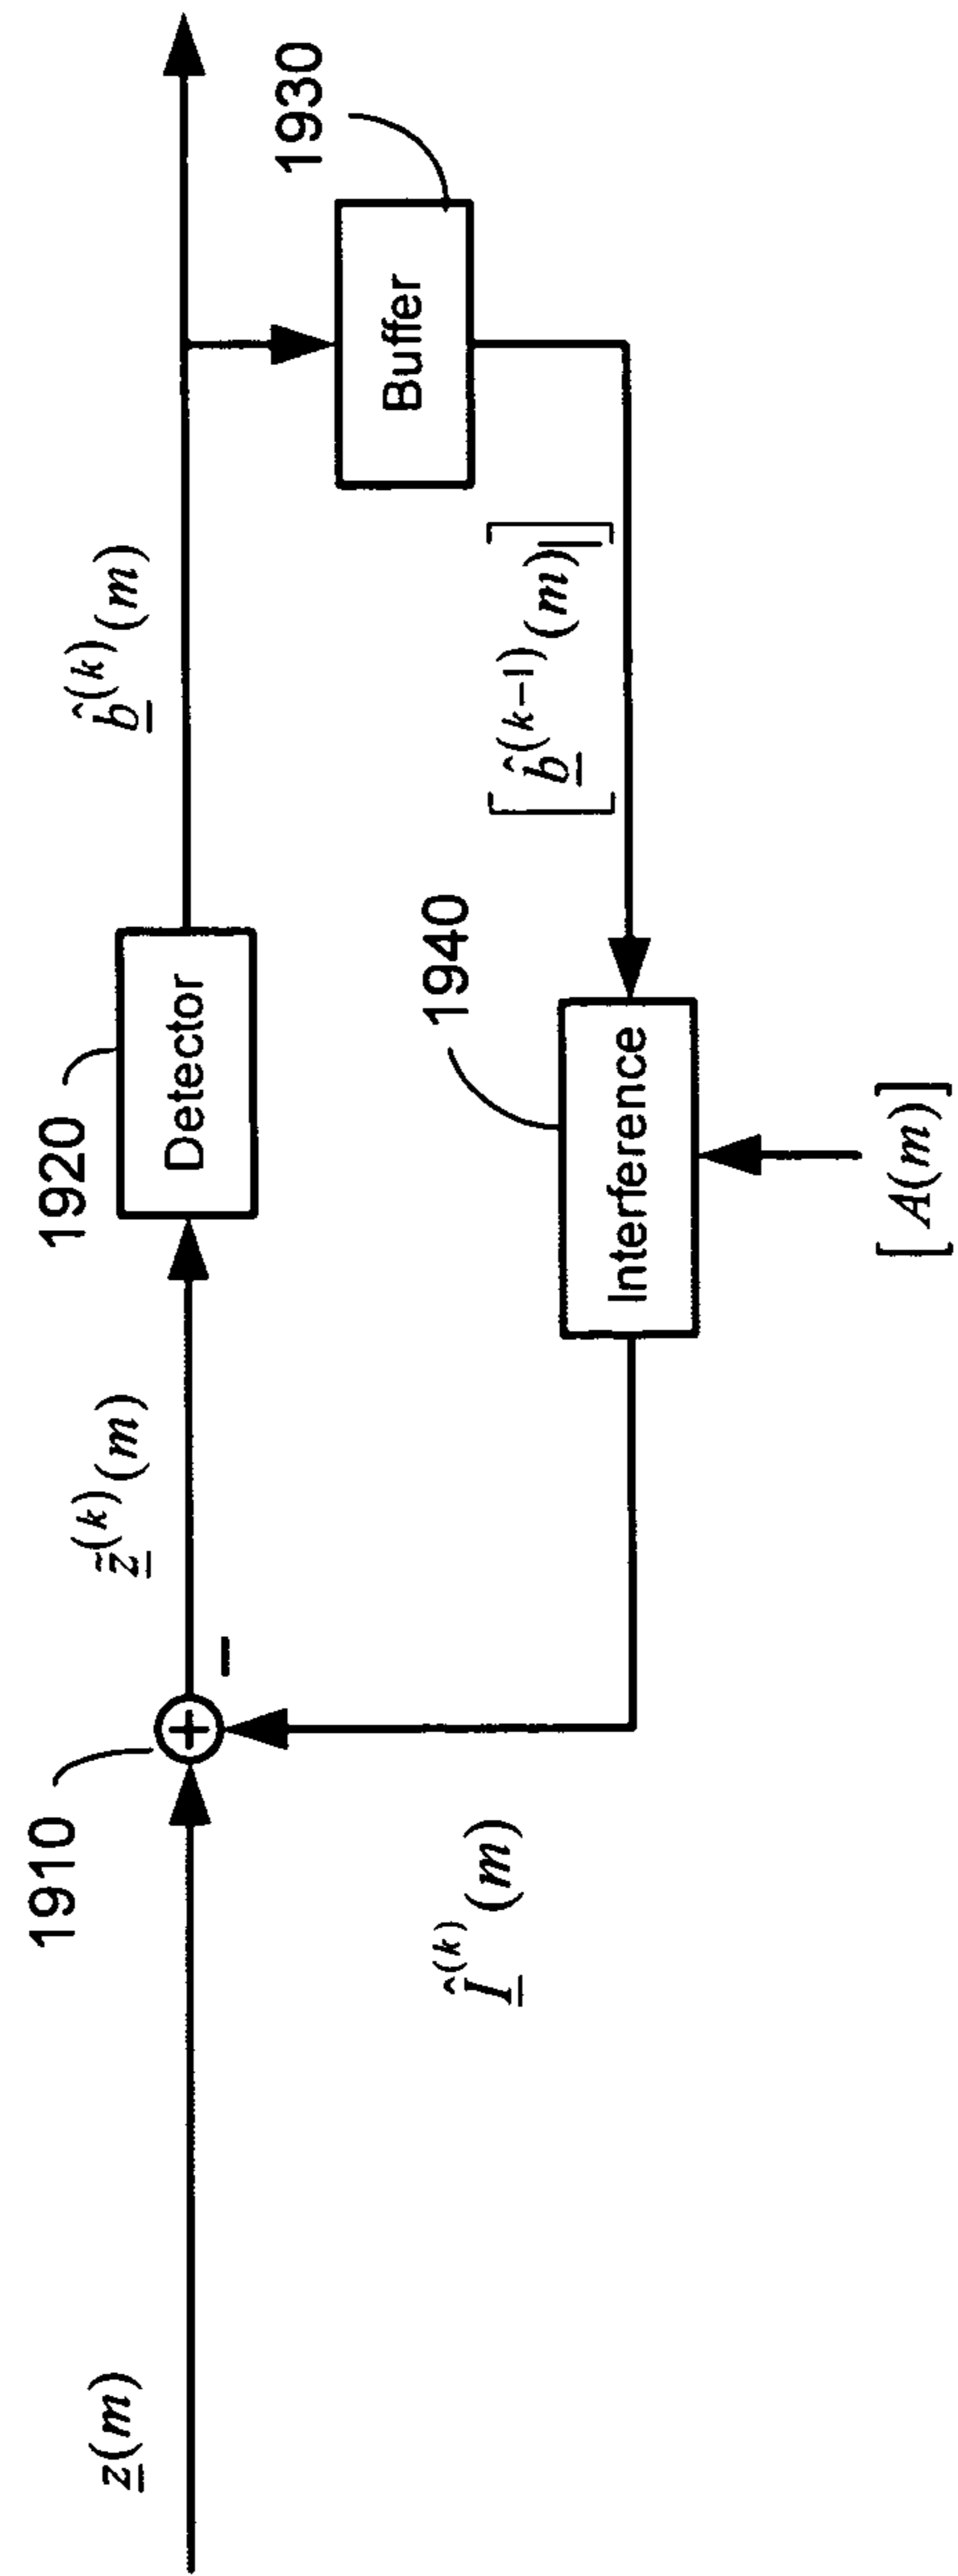 z(m)
1910
z̃^(k)(m)
1920
Detector
b̂^(k)(m)
1930
Buffer
[b̂^(k−1)(m)]
1940
Interference
[A(m)]
Î^(k)(m)
−